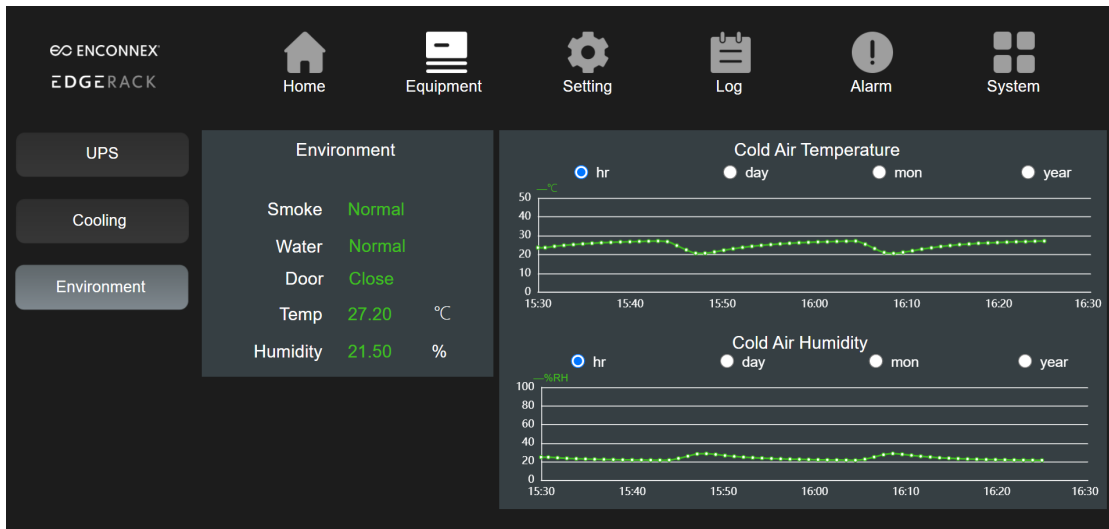 ENCONNEX
EDGERACK
Home
Equipment
Setting
Log
Alarm
System
UPS
Cooling
Environment
Environment
Smoke Normal
Water Normal
Door Close
Temp 27.20 ℃
Humidity 21.50 %
Cold Air Temperature
hr day mon year
—℃
50
40
30
20
10
0
15:30 15:40 15:50 16:00 16:10 16:20 16:30
Cold Air Humidity
hr day mon year
—%RH
100
80
60
40
20
0
15:30 15:40 15:50 16:00 16:10 16:20 16:30